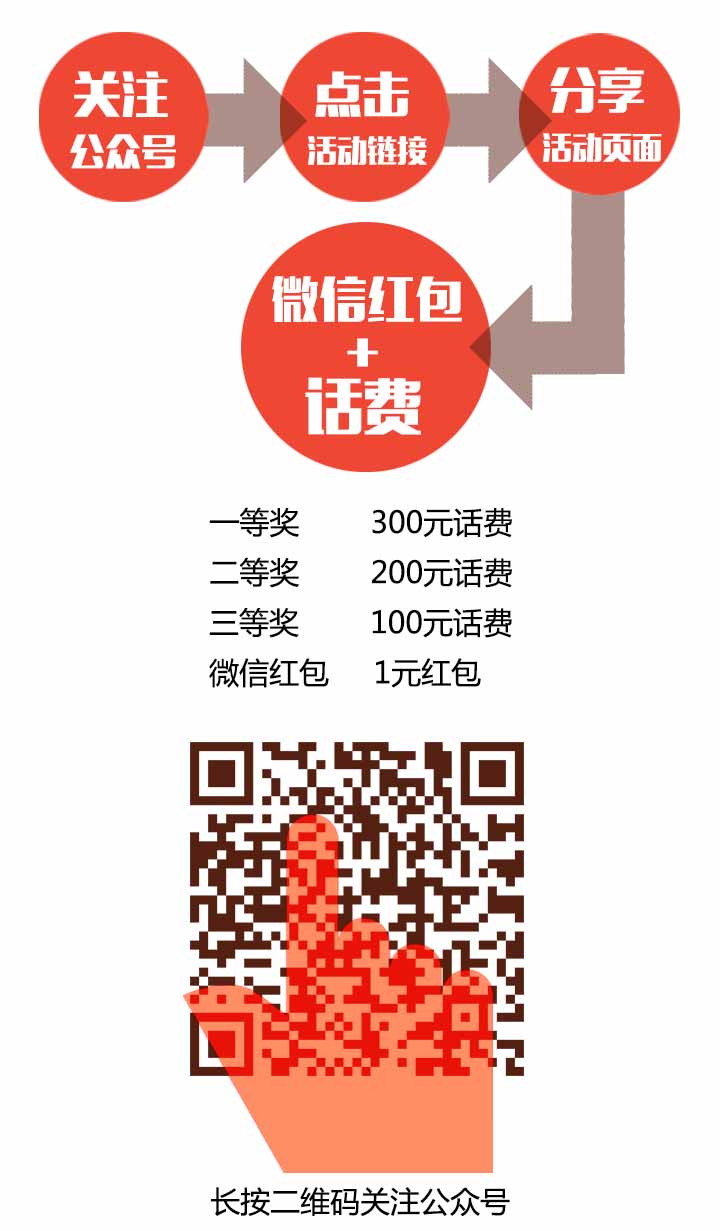 关注
公众号
点击
活动链接
分享
活动页面
微信红包
+
话费
一等奖 300元话费
二等奖 200元话费
三等奖 100元话费
微信红包 1元红包
长按二维码关注公众号